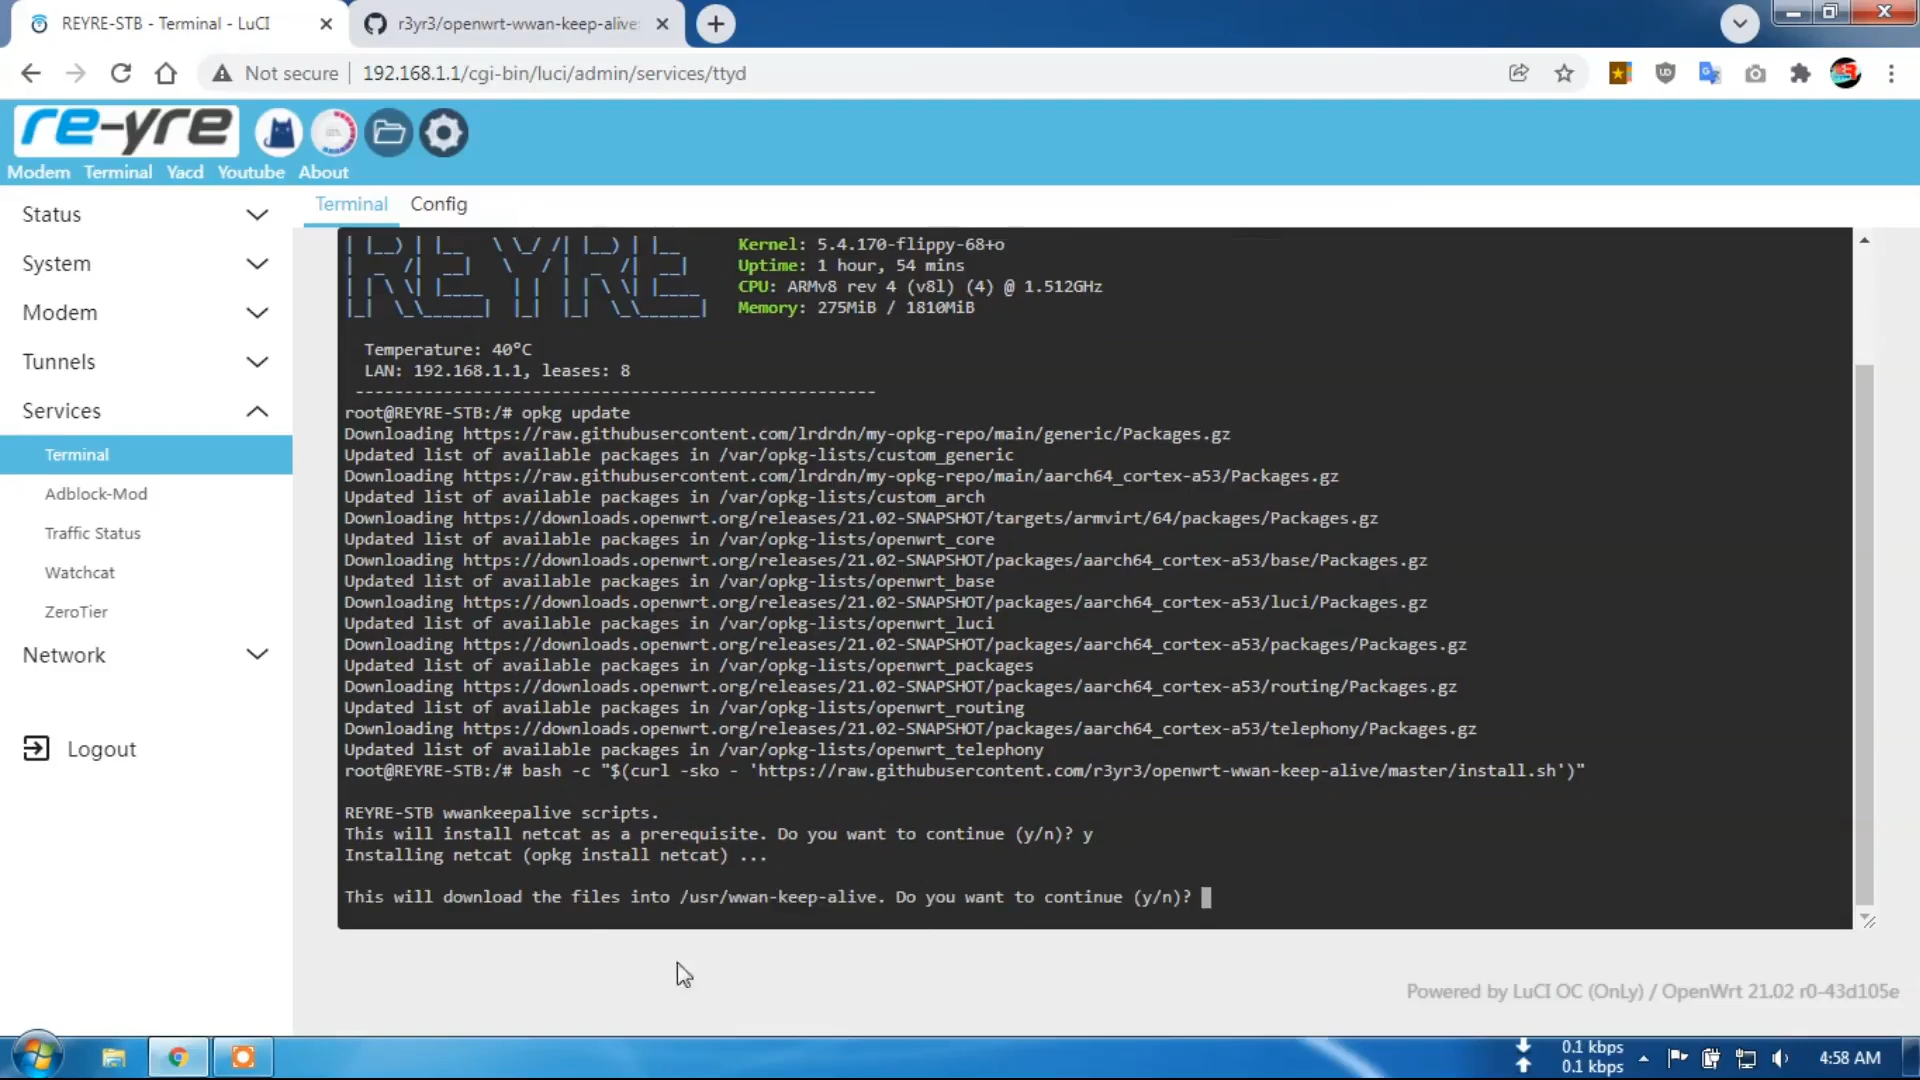 REYRE-STB - Terminal - LuCI
r3yr3/openwrt-wwan-keep-alive:
Not secure
192.168.1.1/cgi-bin/luci/admin/services/ttyd
re-yre
Modem Terminal Yacd Youtube About
Status
System
Modem
Tunnels
Services
Terminal
Adblock-Mod
Traffic Status
Watchcat
ZeroTier
Network
Logout
Terminal Config
Kernel: 5.4.170-flippy-68+o
Uptime: 1 hour, 54 mins
CPU: ARMv8 rev 4 (v8l) (4) @ 1.512GHz
Memory: 275MiB / 1810MiB
Temperature: 40°C
LAN: 192.168.1.1, leases: 8
------------------------------------------------------
root@REYRE-STB:/# opkg update
Downloading https://raw.githubusercontent.com/lrdrdn/my-opkg-repo/main/generic/Packages.gz
Updated list of available packages in /var/opkg-lists/custom_generic
Downloading https://raw.githubusercontent.com/lrdrdn/my-opkg-repo/main/aarch64_cortex-a53/Packages.gz
Updated list of available packages in /var/opkg-lists/custom_arch
Downloading https://downloads.openwrt.org/releases/21.02-SNAPSHOT/targets/armvirt/64/packages/Packages.gz
Updated list of available packages in /var/opkg-lists/openwrt_core
Downloading https://downloads.openwrt.org/releases/21.02-SNAPSHOT/packages/aarch64_cortex-a53/base/Packages.gz
Updated list of available packages in /var/opkg-lists/openwrt_base
Downloading https://downloads.openwrt.org/releases/21.02-SNAPSHOT/packages/aarch64_cortex-a53/luci/Packages.gz
Updated list of available packages in /var/opkg-lists/openwrt_luci
Downloading https://downloads.openwrt.org/releases/21.02-SNAPSHOT/packages/aarch64_cortex-a53/packages/Packages.gz
Updated list of available packages in /var/opkg-lists/openwrt_packages
Downloading https://downloads.openwrt.org/releases/21.02-SNAPSHOT/packages/aarch64_cortex-a53/routing/Packages.gz
Updated list of available packages in /var/opkg-lists/openwrt_routing
Downloading https://downloads.openwrt.org/releases/21.02-SNAPSHOT/packages/aarch64_cortex-a53/telephony/Packages.gz
Updated list of available packages in /var/opkg-lists/openwrt_telephony
root@REYRE-STB:/# bash -c "$(curl -sko - 'https://raw.githubusercontent.com/r3yr3/openwrt-wwan-keep-alive/master/install.sh')"
REYRE-STB wwankeepalive scripts.
This will install netcat as a prerequisite. Do you want to continue (y/n)? y
Installing netcat (opkg install netcat) ...
This will download the files into /usr/wwan-keep-alive. Do you want to continue (y/n)?
Powered by LuCI OC (OnLy) / OpenWrt 21.02 r0-43d105e
0.1 kbps
0.1 kbps
4:58 AM